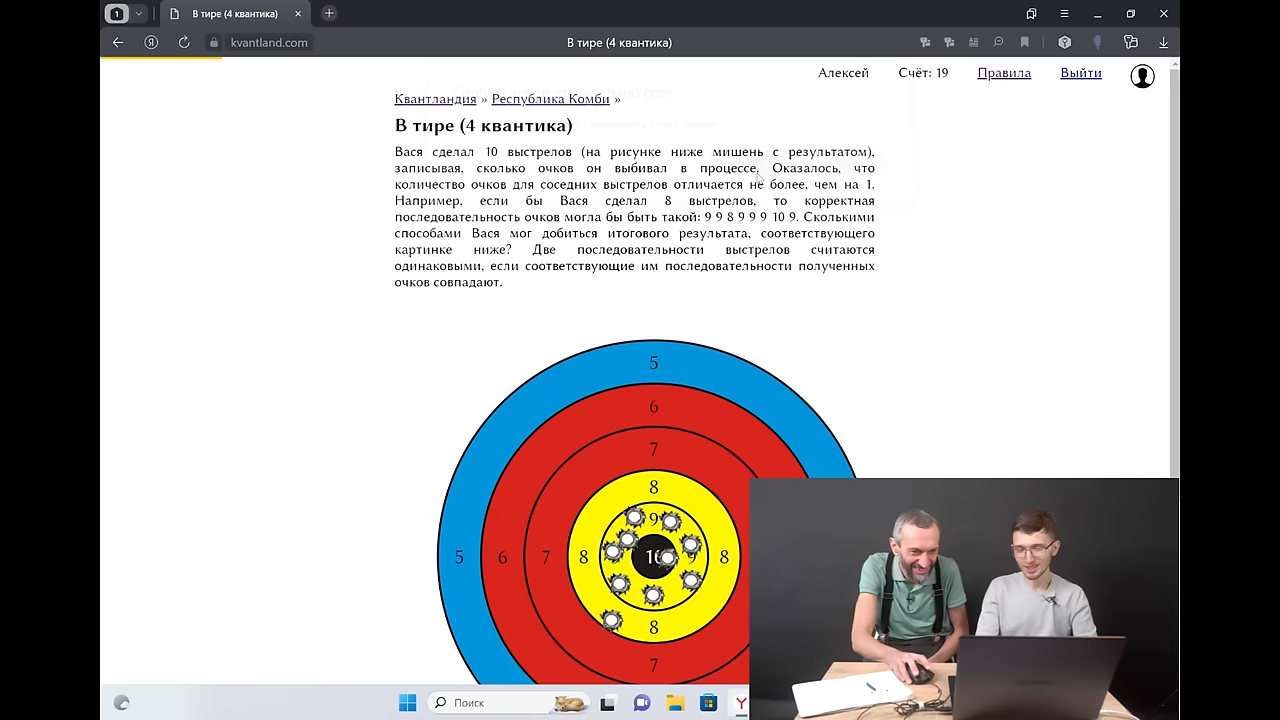 1
В тире (4 квантика)
kvantland.com
В тире (4 квантика)
Алексей
Счёт: 19
Правила
Выйти
Квантландия » Республика Комби »
В тире (4 квантика)
Вася сделал 10 выстрелов (на рисунке ниже мишень с результатом),
записывая, сколько очков он выбивал в процессе. Оказалось, что
количество очков для соседних выстрелов отличается не более, чем на 1.
Например, если бы Вася сделал 8 выстрелов, то корректная
последовательность очков могла бы быть такой: 9 9 8 9 9 9 10 9. Сколькими
способами Вася мог добиться итогового результата, соответствующего
картинке ниже? Две последовательности выстрелов считаются
одинаковыми, если соответствующие им последовательности полученных
очков совпадают.
5
6
7
8
9
5 6 7 8 10 9 8
8
7
Поиск